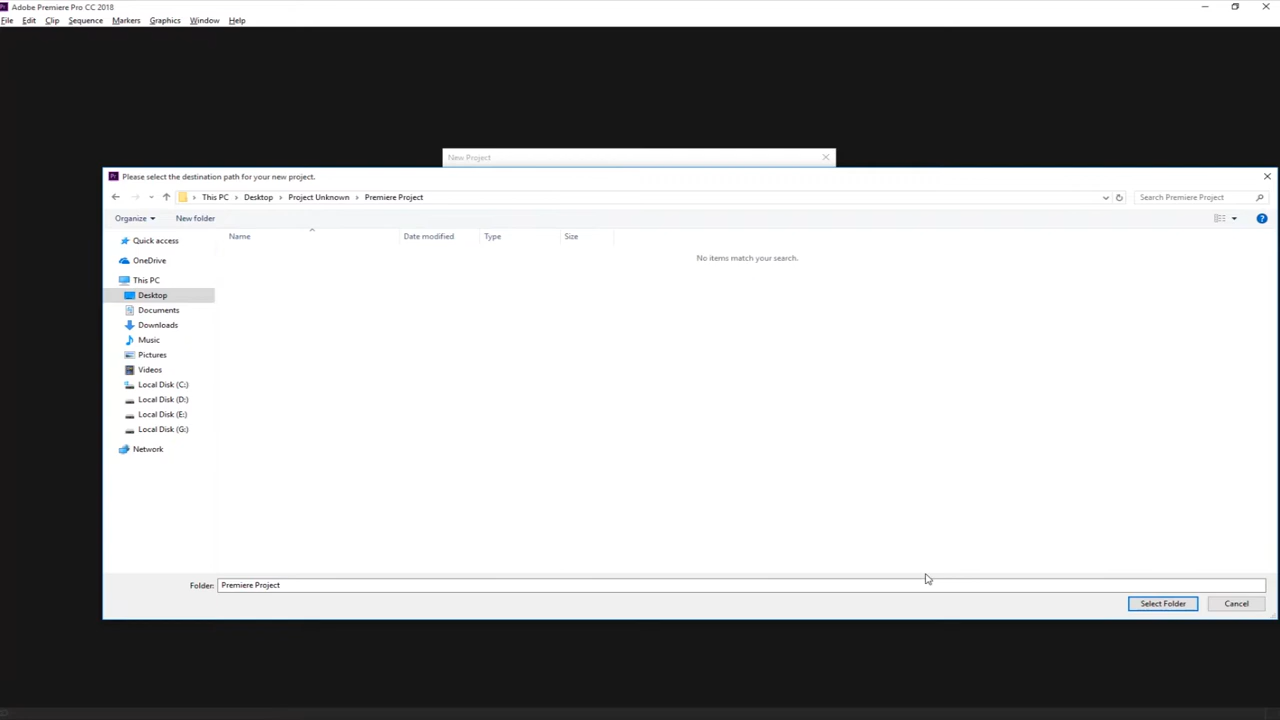 Adobe Premiere Pro CC 2018
File Edit Clip Sequence Markers Graphics Window Help
New Project
Please select the destination path for your new project.
This PC > Desktop > Project Unknown > Premiere Project
Search Premiere Project
Organize
New folder
Name
Date modified
Type
Size
No items match your search.
Quick access
OneDrive
This PC
Desktop
Documents
Downloads
Music
Pictures
Videos
Local Disk (C:)
Local Disk (D:)
Local Disk (E:)
Local Disk (G:)
Network
Folder: Premiere Project
Select Folder
Cancel